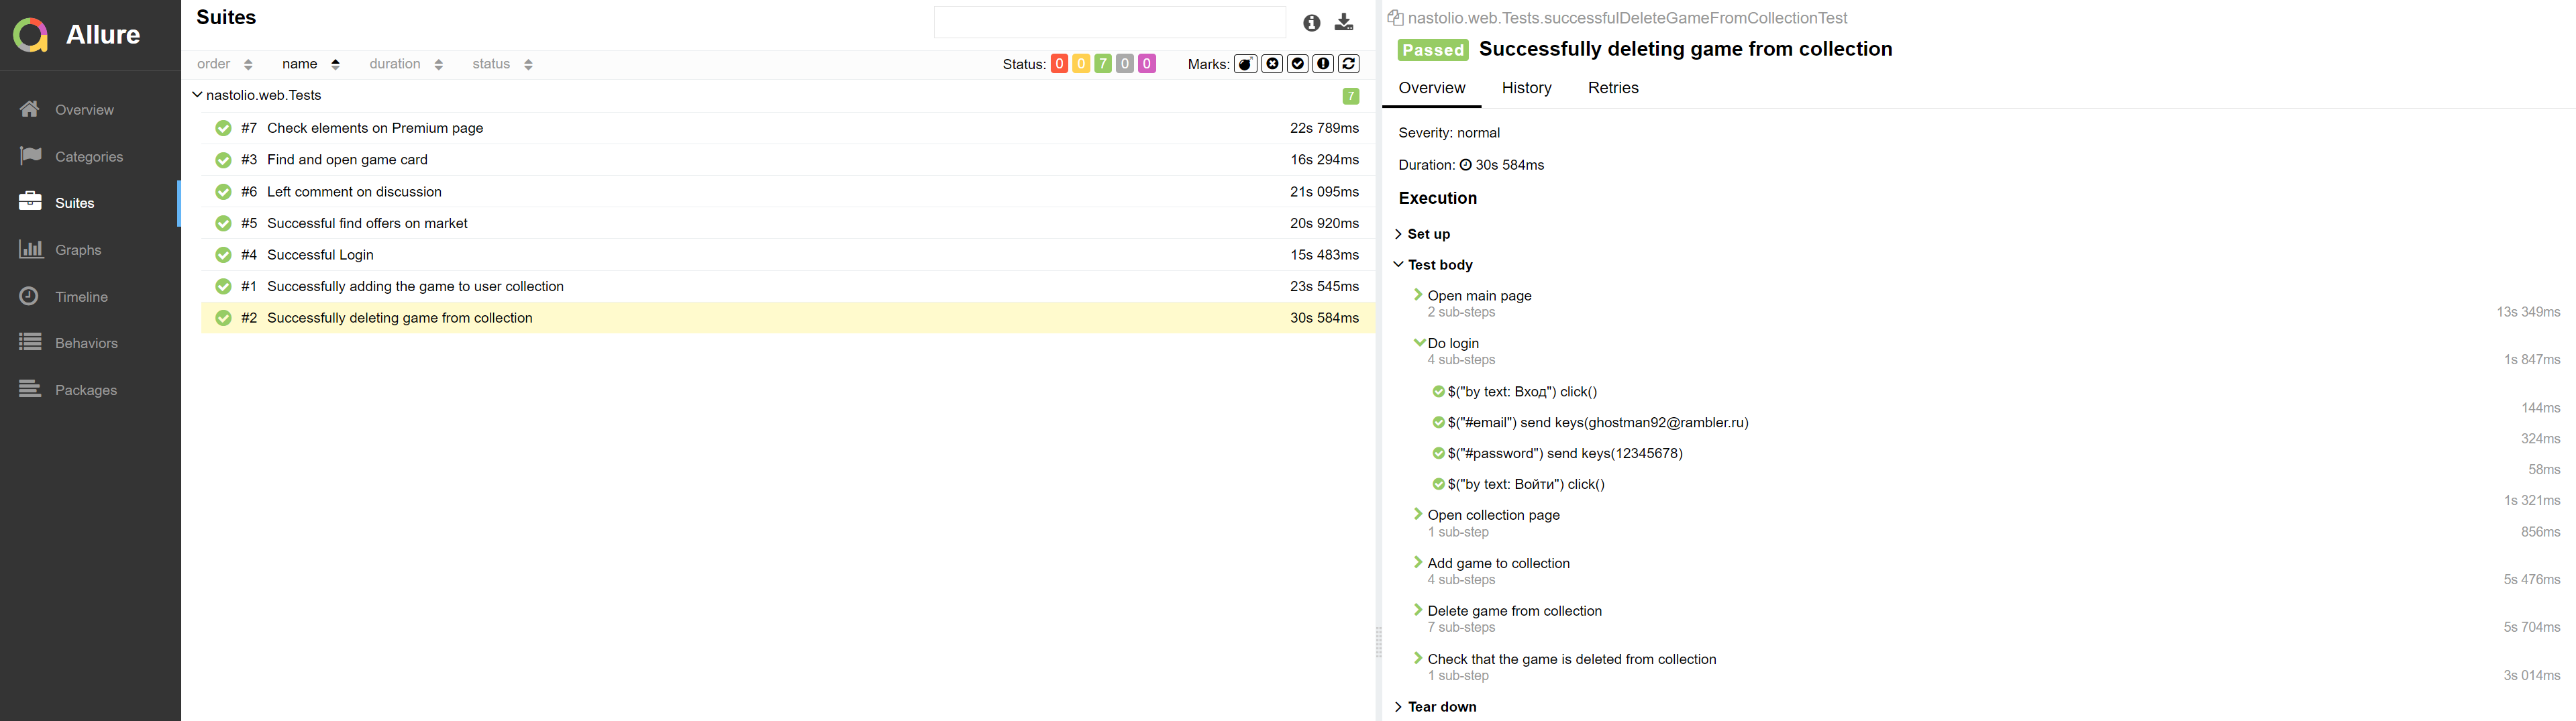 Allure
Overview
Categories
Suites
Graphs
Timeline
Behaviors
Packages
Suites
order name duration status Status: 0 0 7 0 0 Marks:
nastolio.web.Tests 7
#7 Check elements on Premium page 22s 789ms
#3 Find and open game card 16s 294ms
#6 Left comment on discussion 21s 095ms
#5 Successful find offers on market 20s 920ms
#4 Successful Login 15s 483ms
#1 Successfully adding the game to user collection 23s 545ms
#2 Successfully deleting game from collection 30s 584ms
nastolio.web.Tests.successfulDeleteGameFromCollectionTest
Passed Successfully deleting game from collection
Overview History Retries
Severity: normal
Duration: 30s 584ms
Execution
Set up
Test body
Open main page
2 sub-steps 13s 349ms
Do login
4 sub-steps 1s 847ms
$("by text: Вход") click()
144ms
$("#email") send keys(ghostman92@rambler.ru)
324ms
$("#password") send keys(12345678)
58ms
$("by text: Войти") click()
1s 321ms
Open collection page
1 sub-step 856ms
Add game to collection
4 sub-steps 5s 476ms
Delete game from collection
7 sub-steps 5s 704ms
Check that the game is deleted from collection
1 sub-step 3s 014ms
Tear down